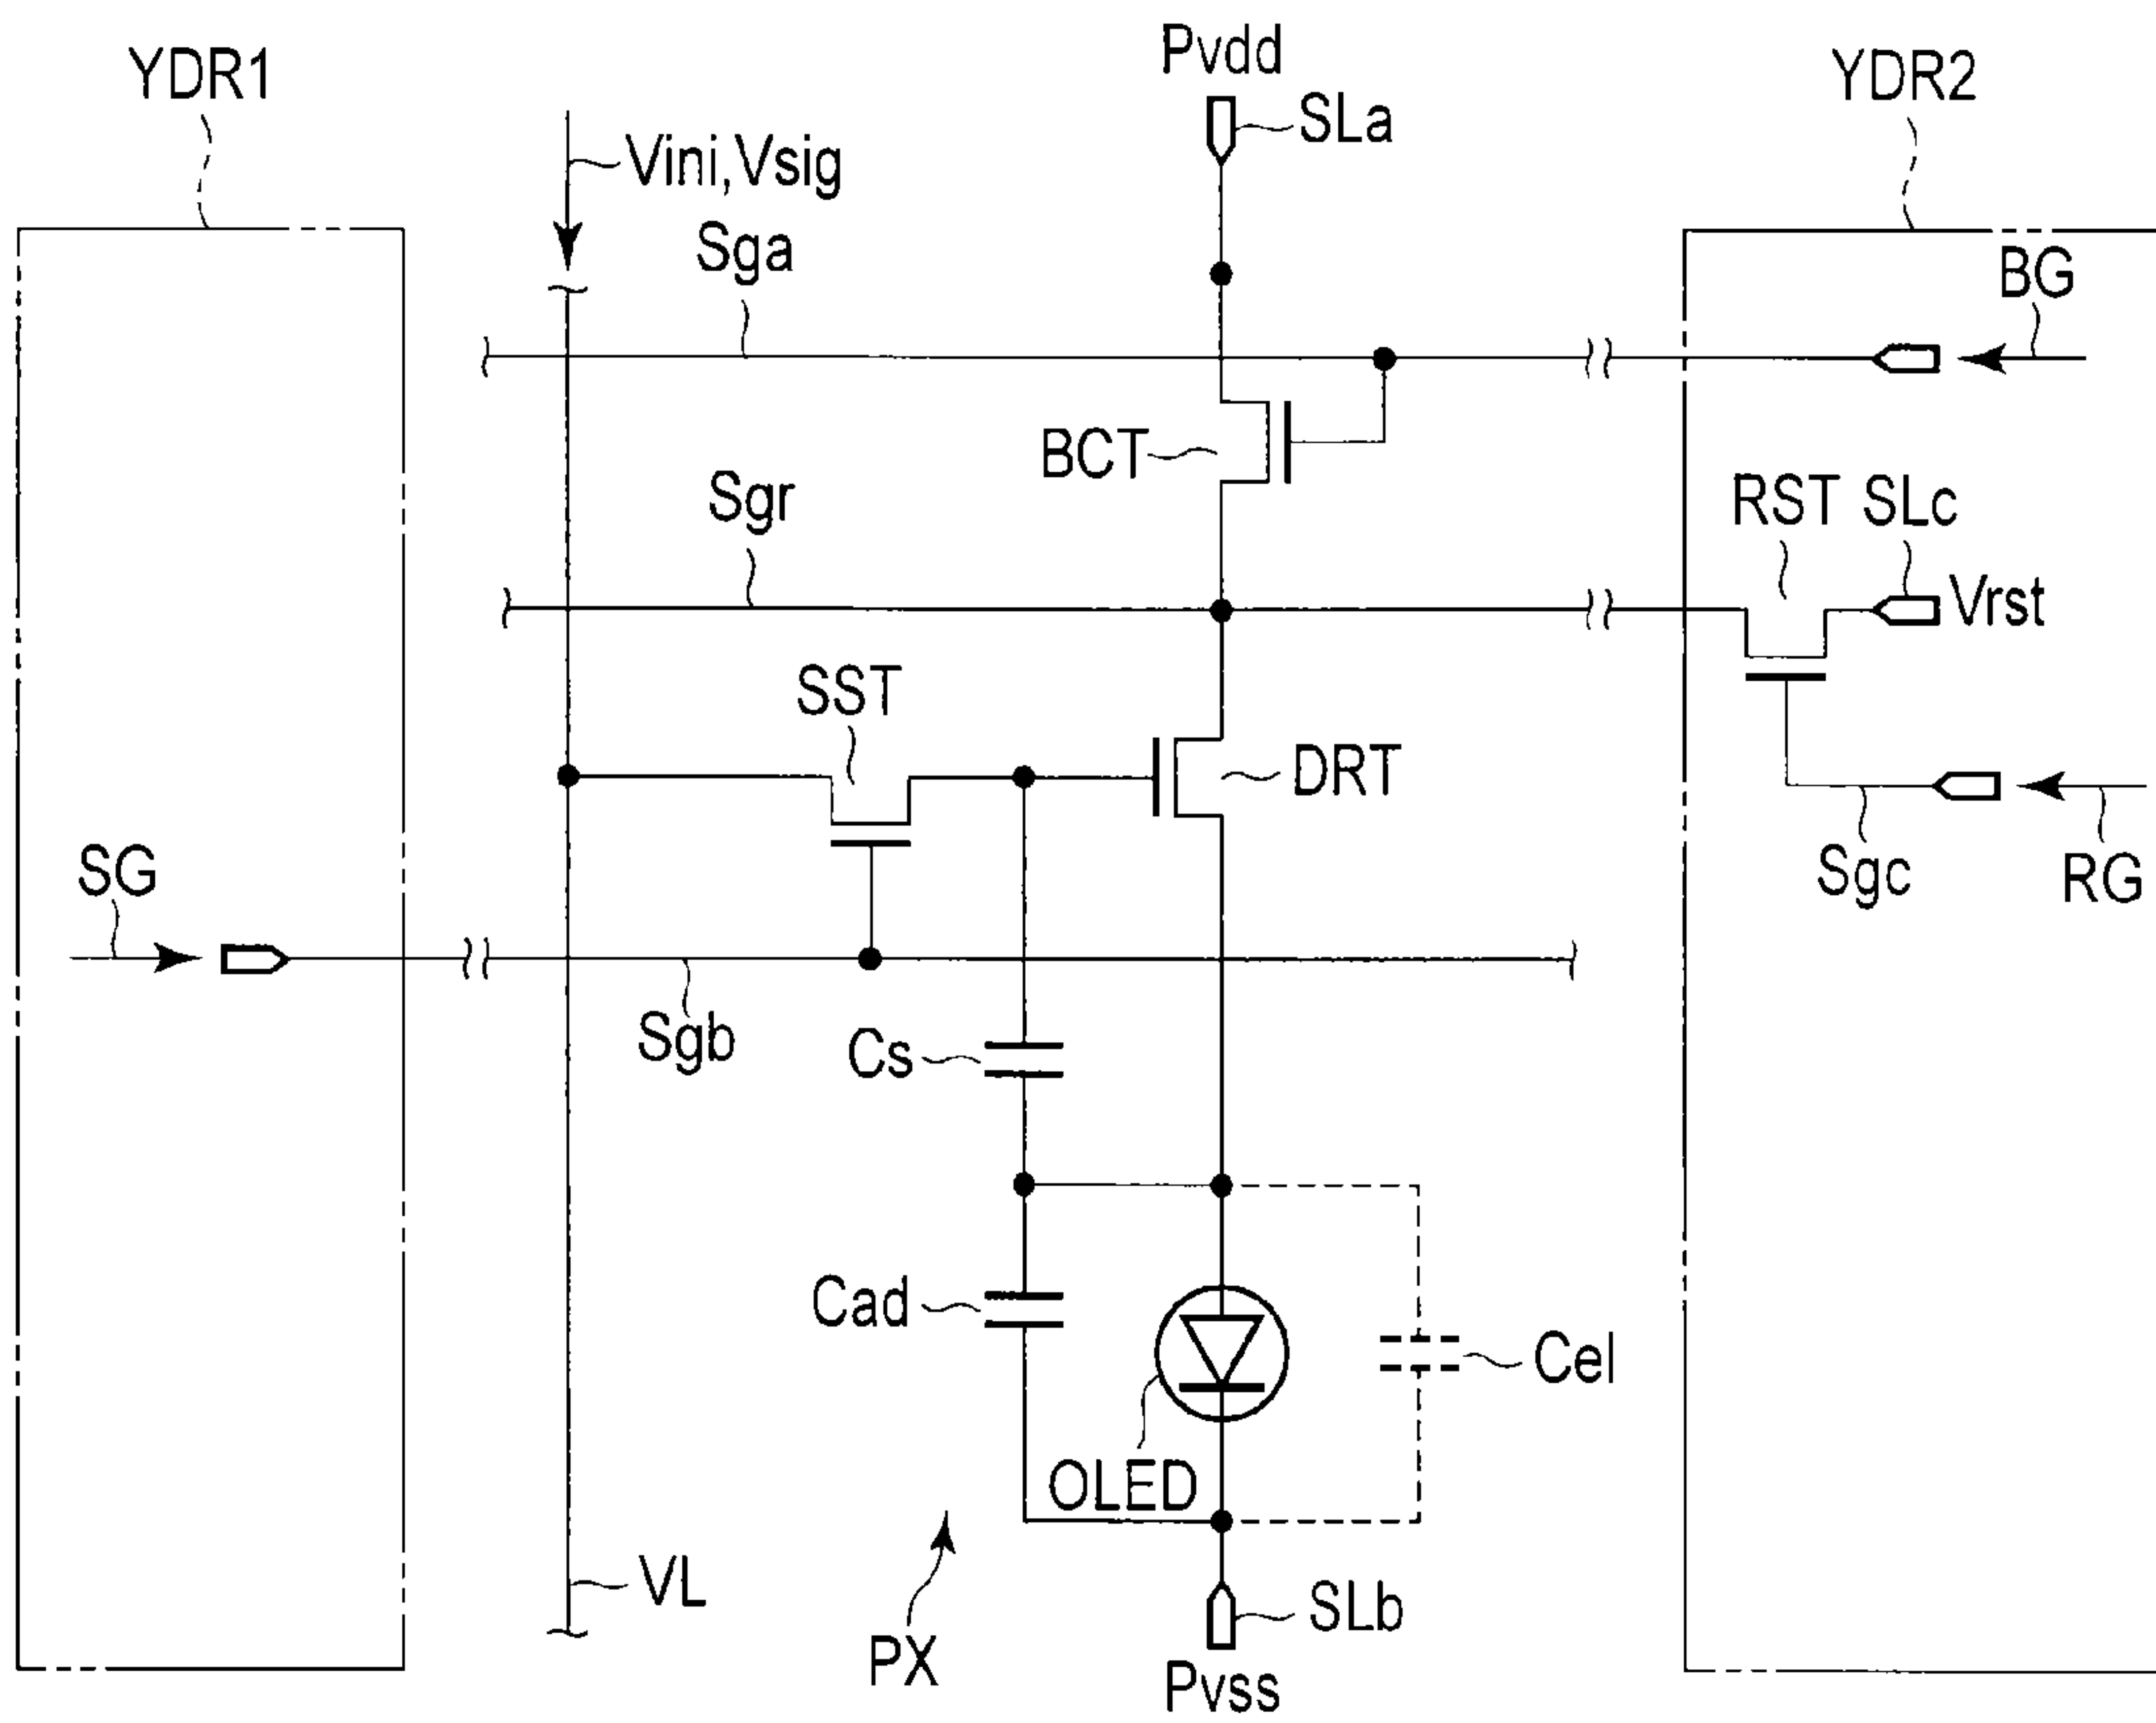 Pvdd
YDR1
YDR2
SLa
Vini,Vsig
Sga
BG
BCT
Sgr
RST
SLc
Vrst
SST
DRT
SG
Sgc
RG
Sgb
Cs
Cad
Cel
OLED
VL
SLb
PX
Pvss